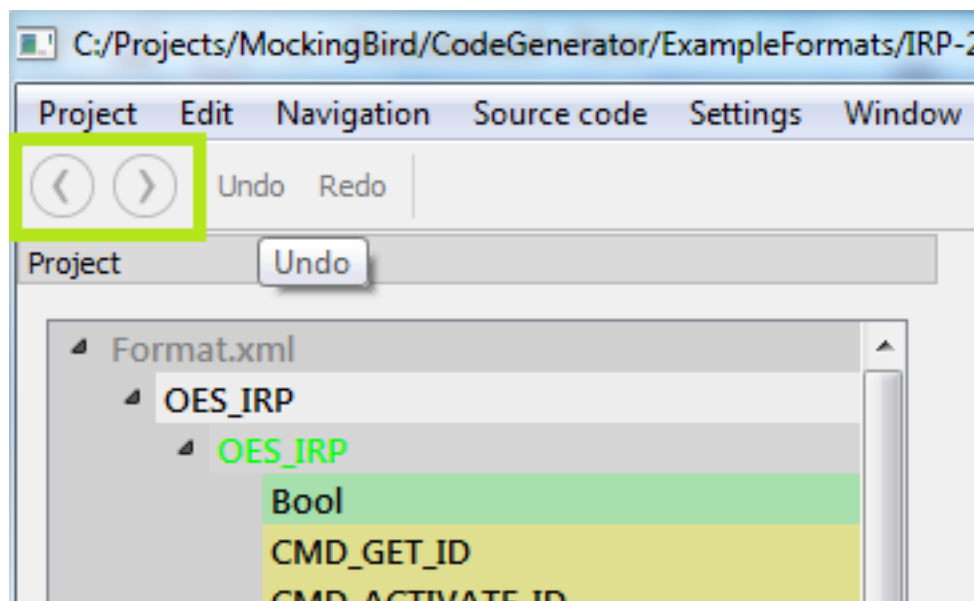 C:/Projects/MockingBird/CodeGenerator/ExampleFormats/IRP-2
Project Edit Navigation Source code Settings Window
Undo Redo
Project
Undo
Format.xml
OES_IRP
OES_IRP
Bool
CMD_GET_ID
CMD_ACTIVATE_ID